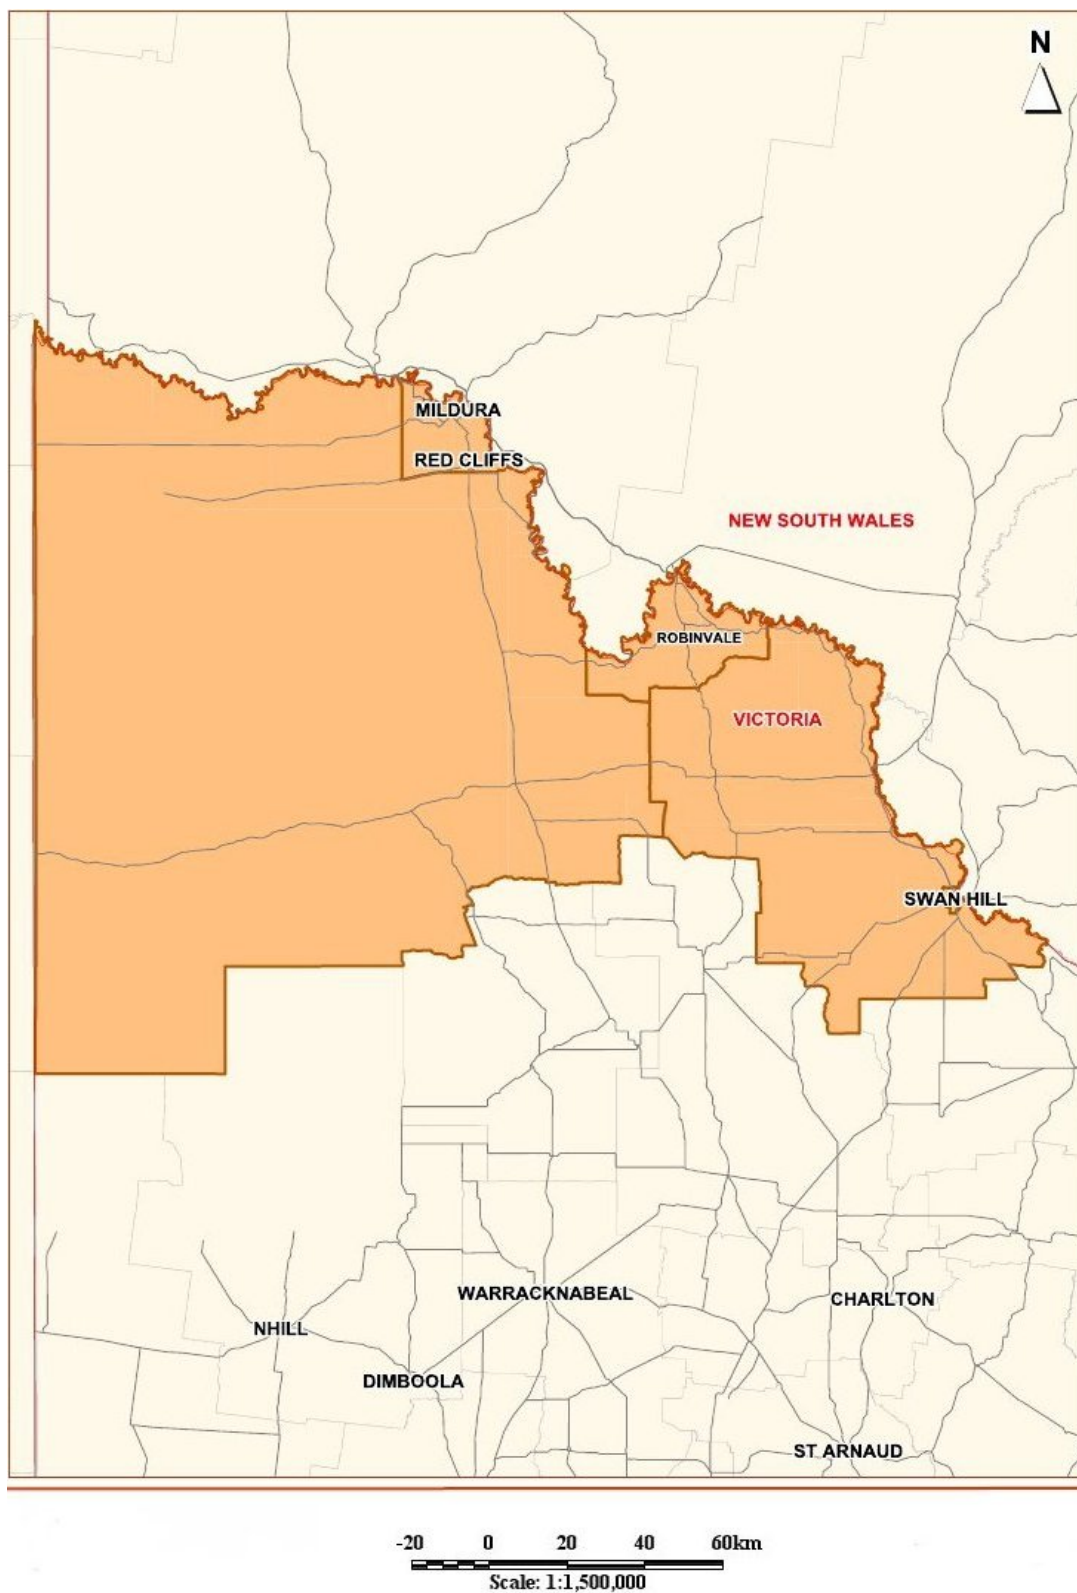 N
MILDURA
RED CLIFFS
NEW SOUTH WALES
ROBINVALE
VICTORIA
SWAN HILL
WARRACKNABEAL
CHARLTON
NHILL
DIMBOOLA
ST ARNAUD
-20 0 20 40 60km
Scale: 1:1,500,000